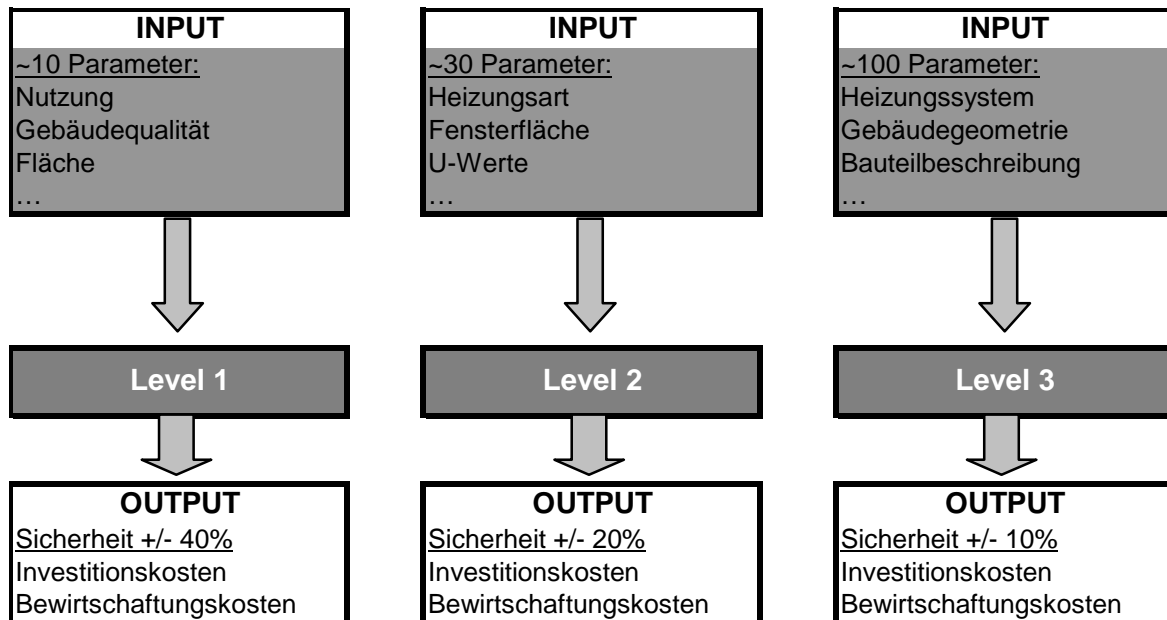 INPUT
~10 Parameter:
Nutzung
Gebäudequalität
Fläche
…
Level 1
OUTPUT
Sicherheit +/- 40%
Investitionskosten
Bewirtschaftungskosten
INPUT
~30 Parameter:
Heizungsart
Fensterfläche
U-Werte
…
Level 2
OUTPUT
Sicherheit +/- 20%
Investitionskosten
Bewirtschaftungskosten
INPUT
~100 Parameter:
Heizungssystem
Gebäudegeometrie
Bauteilbeschreibung
…
Level 3
OUTPUT
Sicherheit +/- 10%
Investitionskosten
Bewirtschaftungskosten